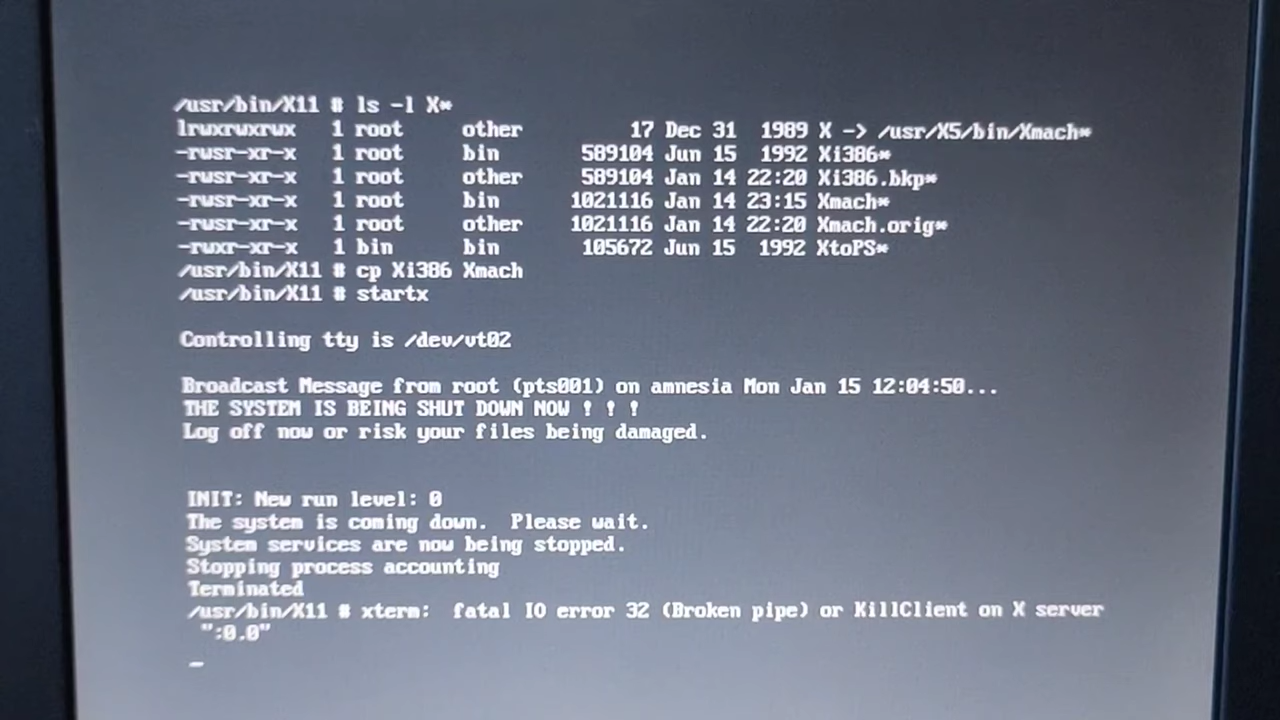 /usr/bin/X11 # ls -l X*
lrwxrwxrwx 1 root other 17 Dec 31 1989 X -> /usr/X5/bin/Xmach*
-rwsr-xr-x 1 root bin 589104 Jun 15 1992 Xi386*
-rwsr-xr-x 1 root other 589104 Jan 14 22:20 Xi386.bkp*
-rwsr-xr-x 1 root bin 1021116 Jan 14 23:15 Xmach*
-rwsr-xr-x 1 root other 1021116 Jan 14 22:20 Xmach.orig*
-rwxr-xr-x 1 bin bin 105672 Jun 15 1992 XtoPS*
/usr/bin/X11 # cp Xi386 Xmach
/usr/bin/X11 # startx
Controlling tty is /dev/vt02
Broadcast Message from root (pts001) on amnesia Mon Jan 15 12:04:50...
THE SYSTEM IS BEING SHUT DOWN NOW ! ! !
Log off now or risk your files being damaged.
INIT: New run level: 0
The system is coming down. Please wait.
System services are now being stopped.
Stopping process accounting
Terminated
/usr/bin/X11 # xterm: fatal IO error 32 (Broken pipe) or KillClient on X server
":0.0"
_